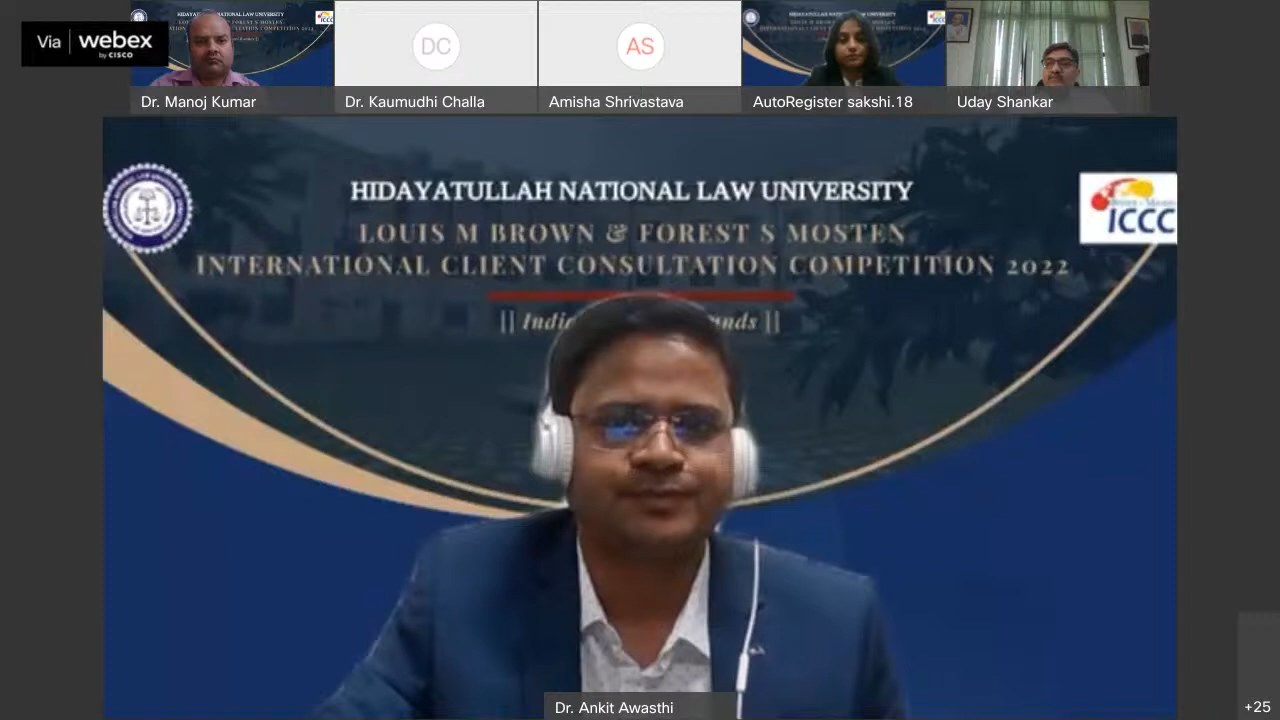 Via webex
by CISCO
Dr. Manoj Kumar
DC
Dr. Kaumudhi Challa
AS
Amisha Shrivastava
AutoRegister sakshi.18
Uday Shankar
HIDAYATULLAH NATIONAL LAW UNIVERSITY
LOUIS M BROWN & FOREST S MOSTEN
INTERNATIONAL CLIENT CONSULTATION COMPETITION 2022
ICCC
Dr. Ankit Awasthi
+25